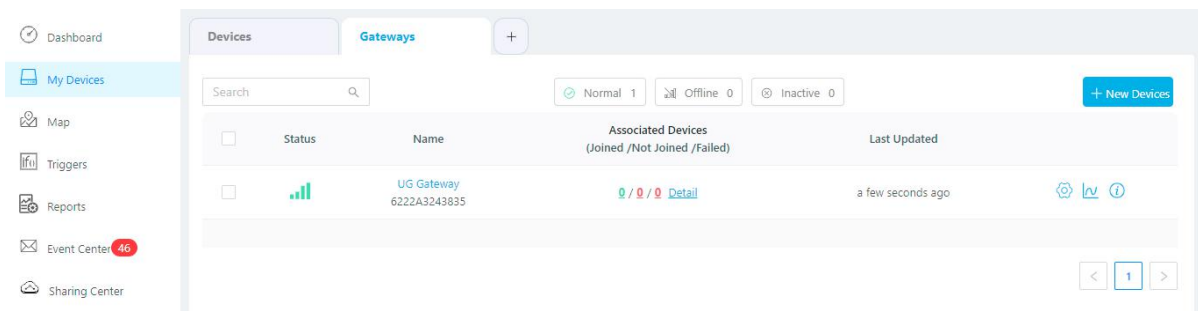 Dashboard
My Devices
Map
Triggers
Reports
Event Center 46
Sharing Center
Devices
Gateways
+
Search
Normal 1
Offline 0
Inactive 0
+ New Devices
Status
Name
Associated Devices
(Joined /Not Joined /Failed)
Last Updated
UG Gateway
6222A3243835
0 / 0 / 0 Detail
a few seconds ago
< 1 >